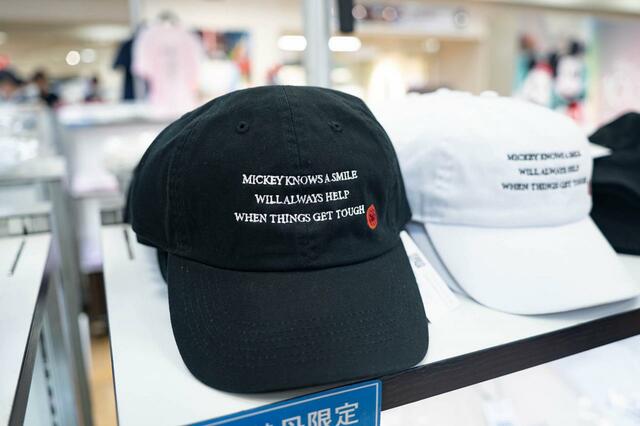 MICKEY KNOWS A SMILE
WILL ALWAYS HELP
WHEN THINGS GET TOUGH
MICKEY KNOWS A SMILE
WILL ALWAYS HELP
WHEN THINGS GET TOUGH
限定